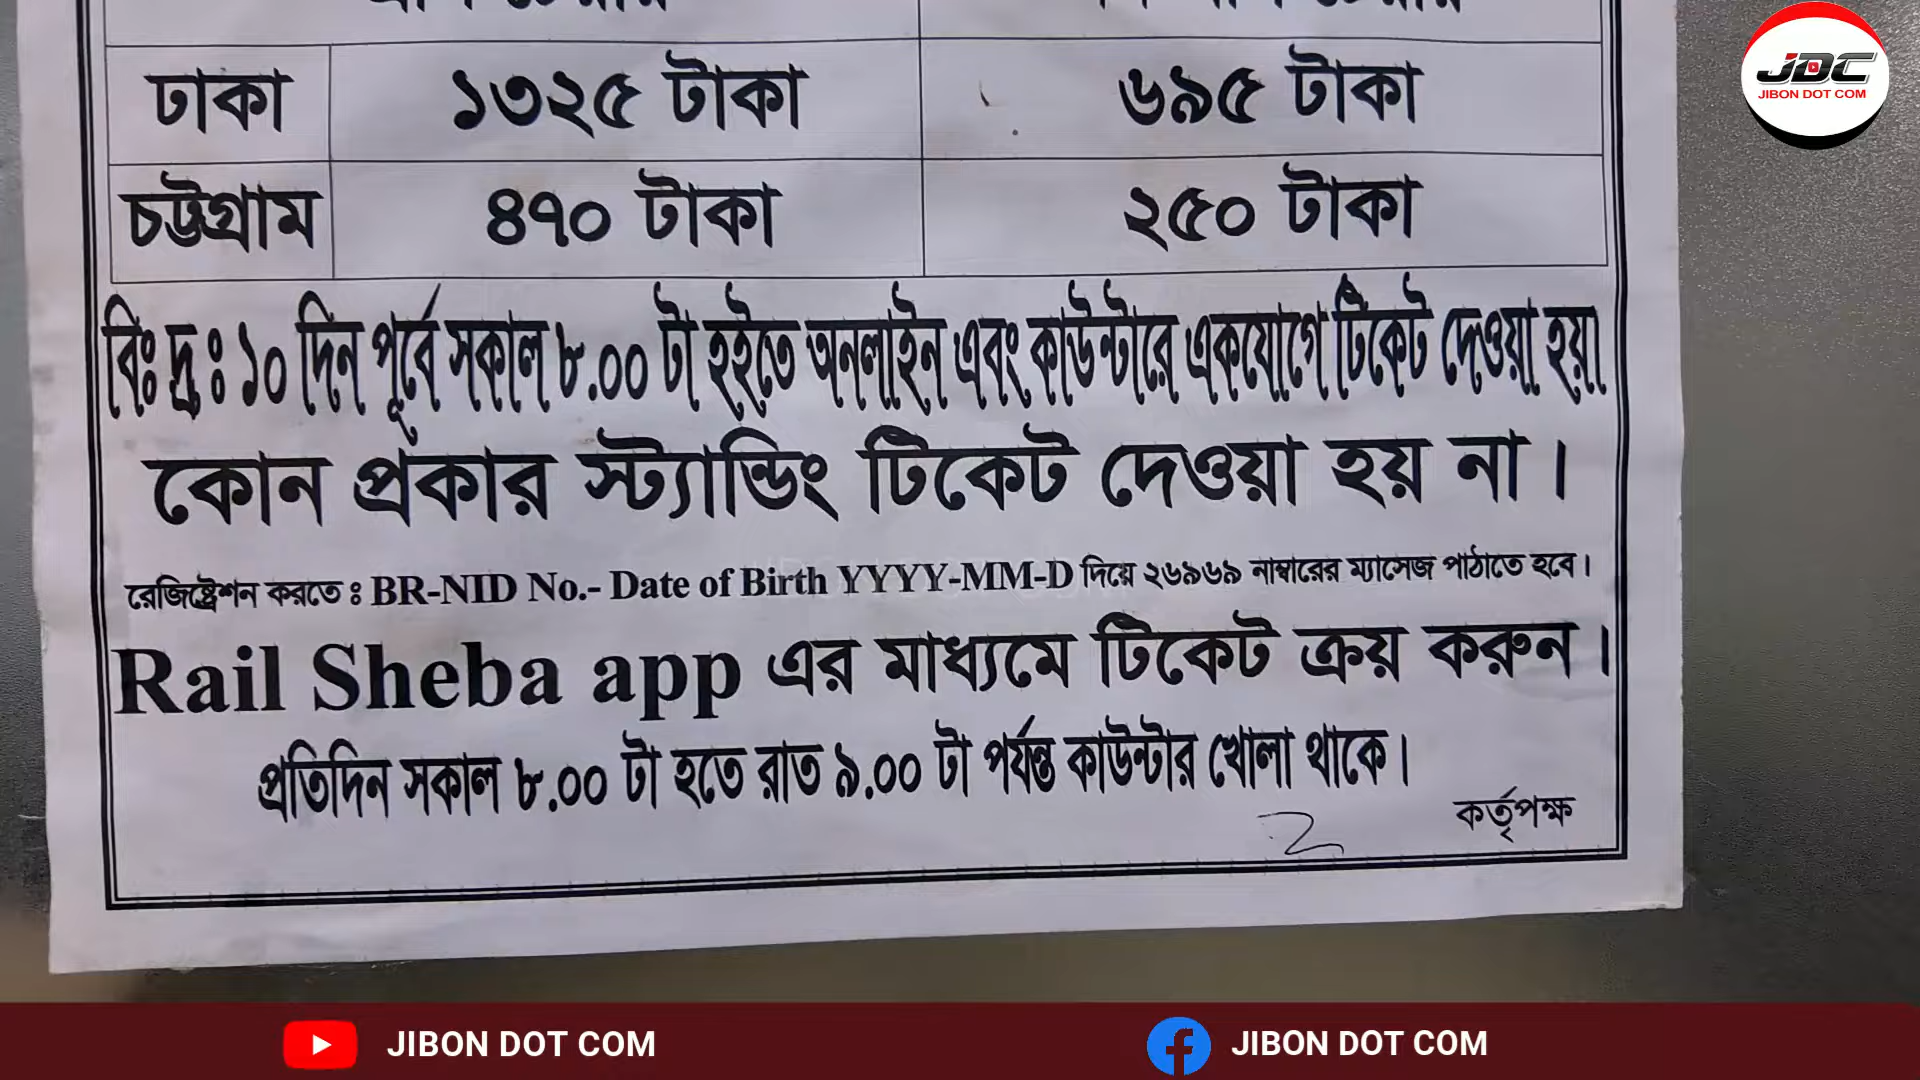 JDC
JIBON DOT COM
ঢাকা ১৩২৫ টাকা ৬৯৫ টাকা
চট্টগ্রাম ৪৭০ টাকা ২৫০ টাকা
বিঃ দ্রঃ ১০ দিন পূর্বে সকাল ৮.০০ টা হইতে অনলাইন এবং কাউন্টারে একযোগে টিকেট দেওয়া হয়।
কোন প্রকার স্ট্যান্ডিং টিকেট দেওয়া হয় না।
রেজিষ্ট্রেশন করতে ঃ BR-NID No.- Date of Birth YYYY-MM-D দিয়ে ২৬৯৬৯ নাম্বারের ম্যাসেজ পাঠাতে হবে।
Rail Sheba app এর মাধ্যমে টিকেট ক্রয় করুন।
প্রতিদিন সকাল ৮.০০ টা হতে রাত ৯.০০ টা পর্যন্ত কাউন্টার খোলা থাকে।
কর্তৃপক্ষ
JIBON DOT COM JIBON DOT COM